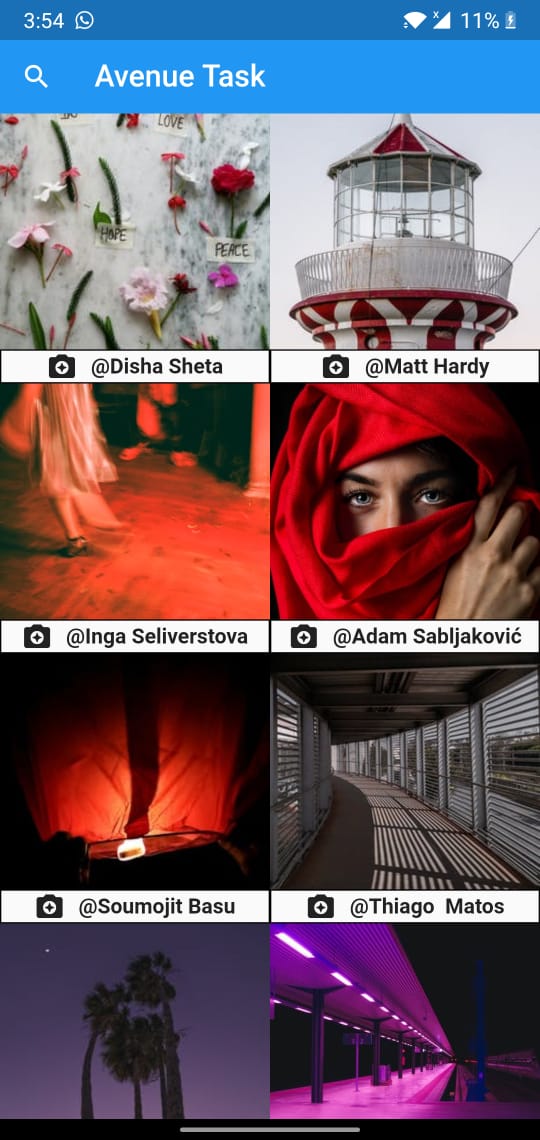 3:54 11%
Avenue Task
LOVE
HOPE
PEACE
@Disha Sheta @Matt Hardy
@Inga Seliverstova @Adam Sabljaković
@Soumojit Basu @Thiago  Matos